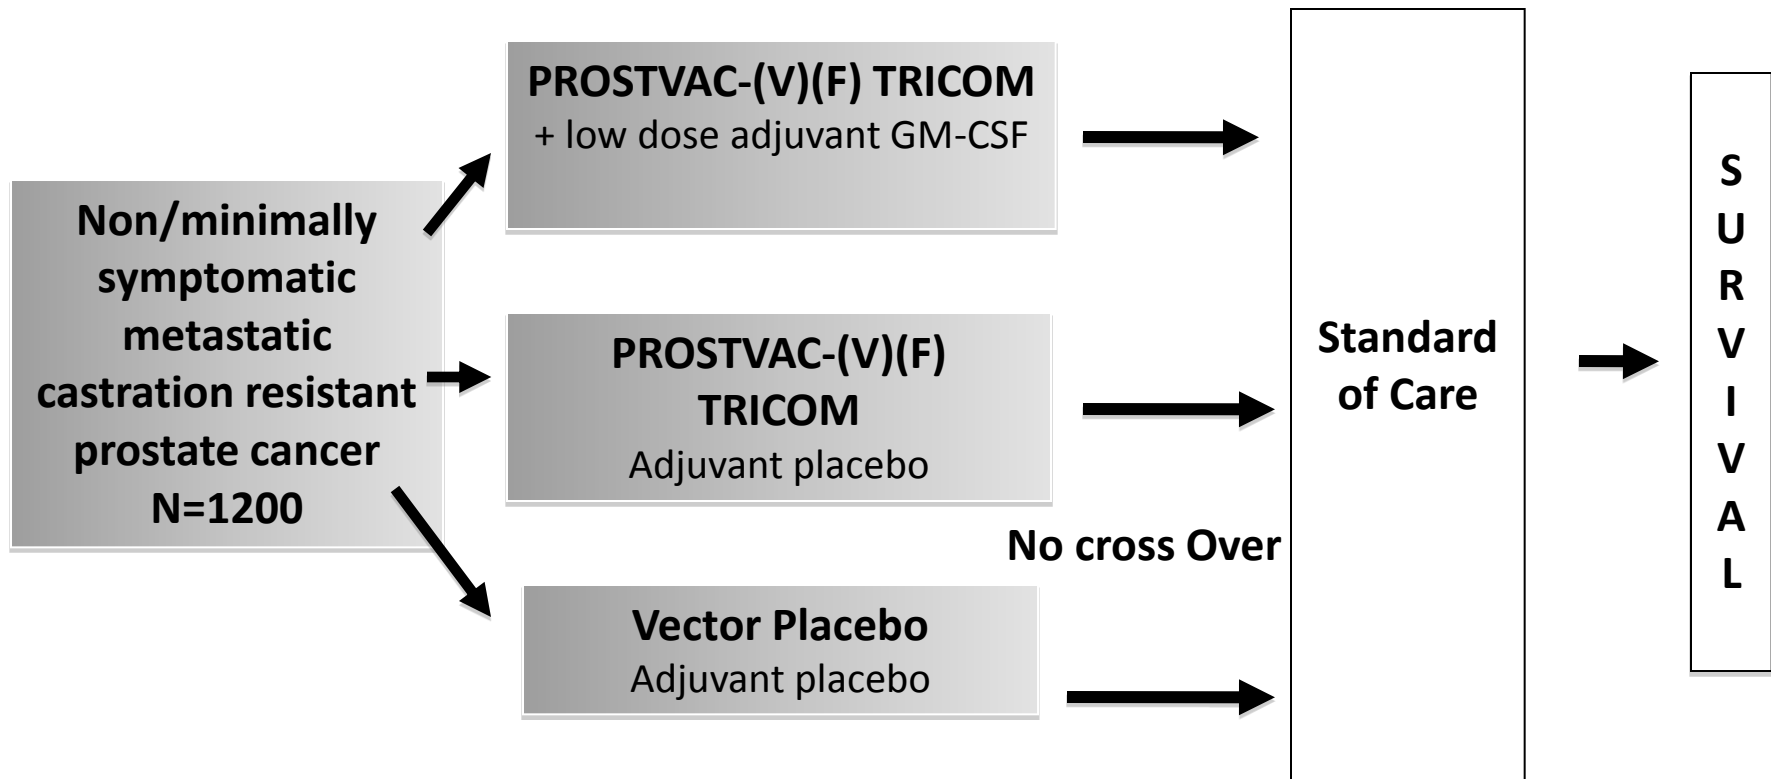 Non/minimally
symptomatic
metastatic
castration resistant
prostate cancer
N=1200
PROSTVAC-(V)(F) TRICOM
+ low dose adjuvant GM-CSF
PROSTVAC-(V)(F)
TRICOM
Adjuvant placebo
No cross Over
Vector Placebo
Adjuvant placebo
Standard
of Care
S
U
R
V
I
V
A
L